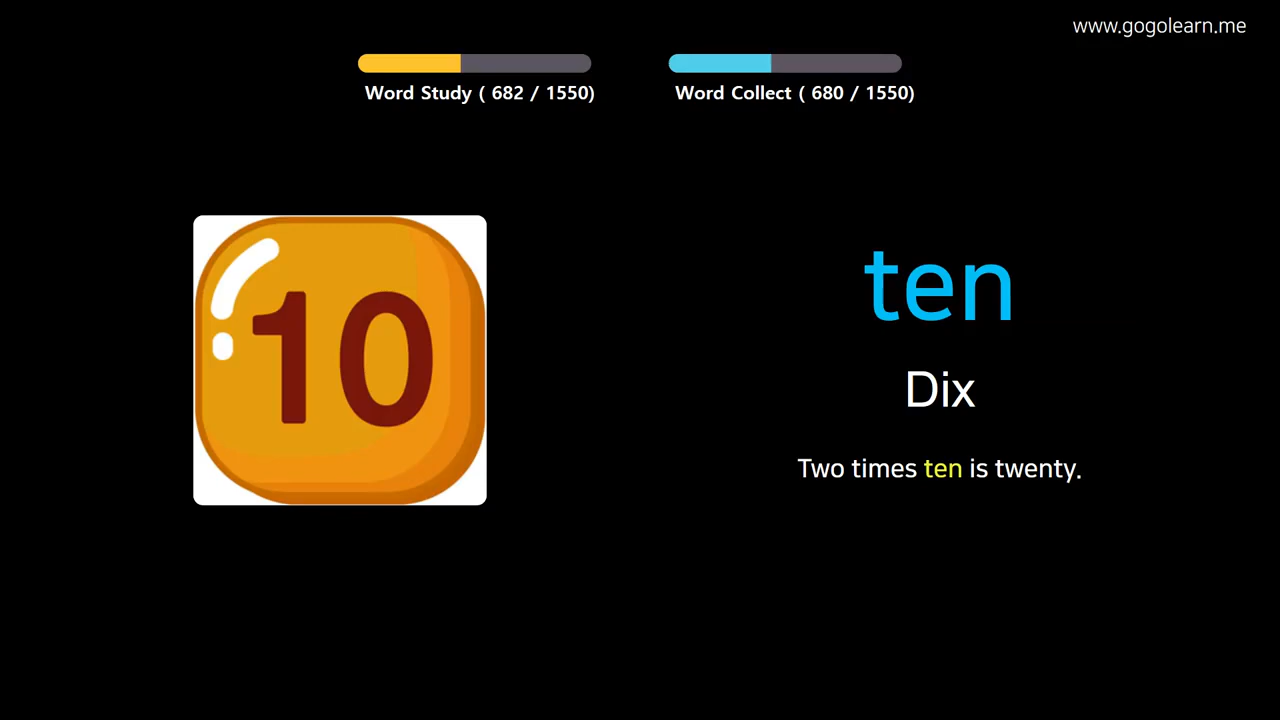 www.gogolearn.me
Word Study ( 682 / 1550)
Word Collect ( 680 / 1550)
10
ten
Dix
Two times ten is twenty.